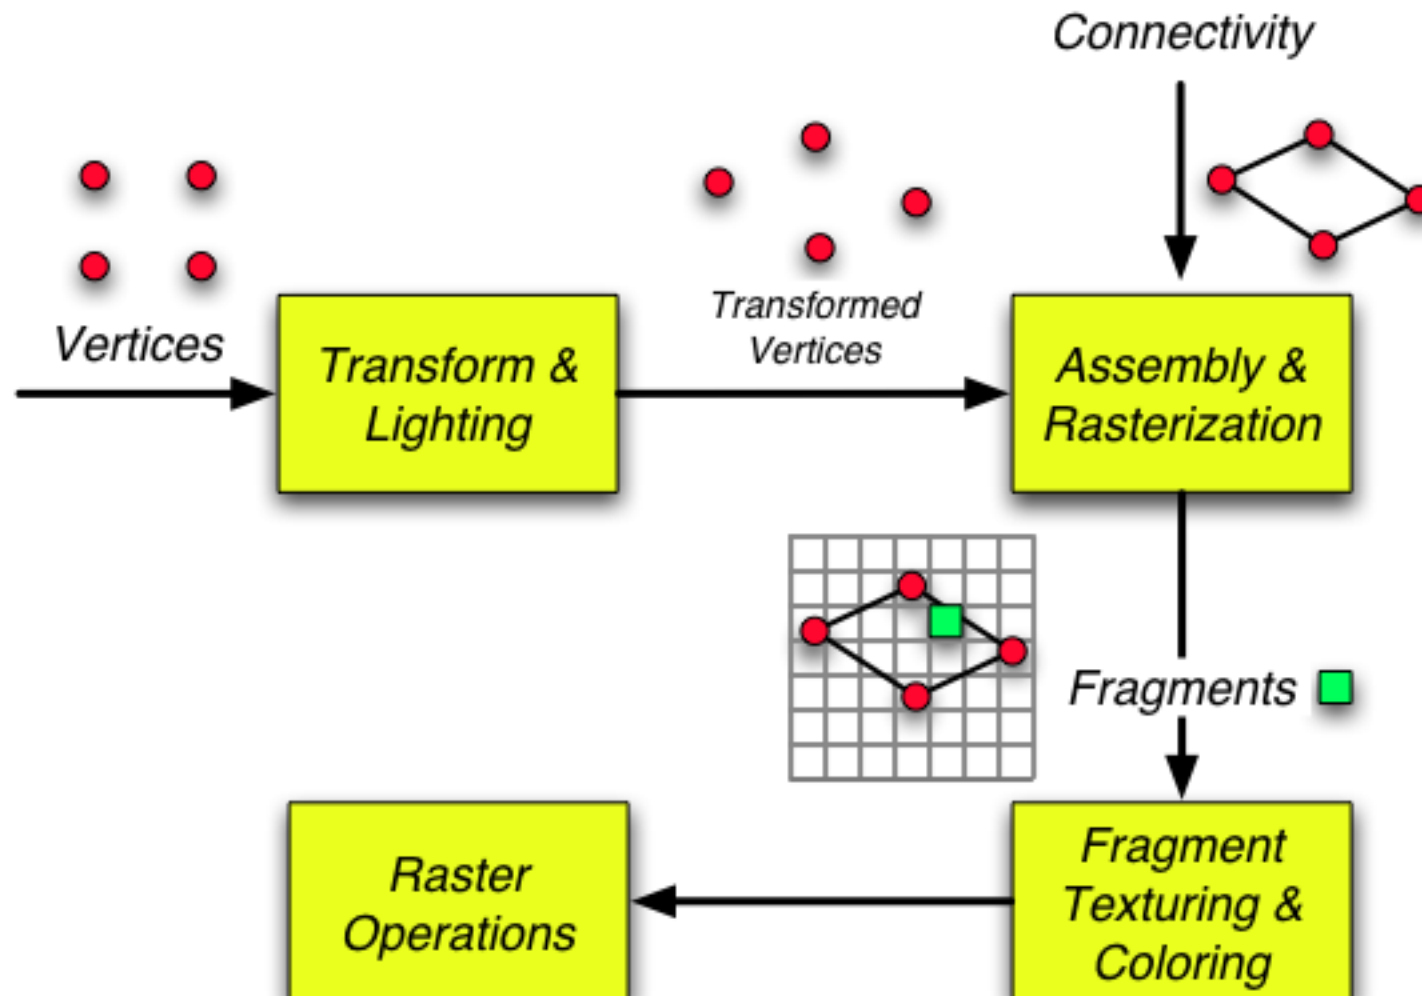 Connectivity
Vertices
Transform &
Lighting
Transformed
Vertices
Assembly &
Rasterization
Fragments
Raster
Operations
Fragment
Texturing &
Coloring